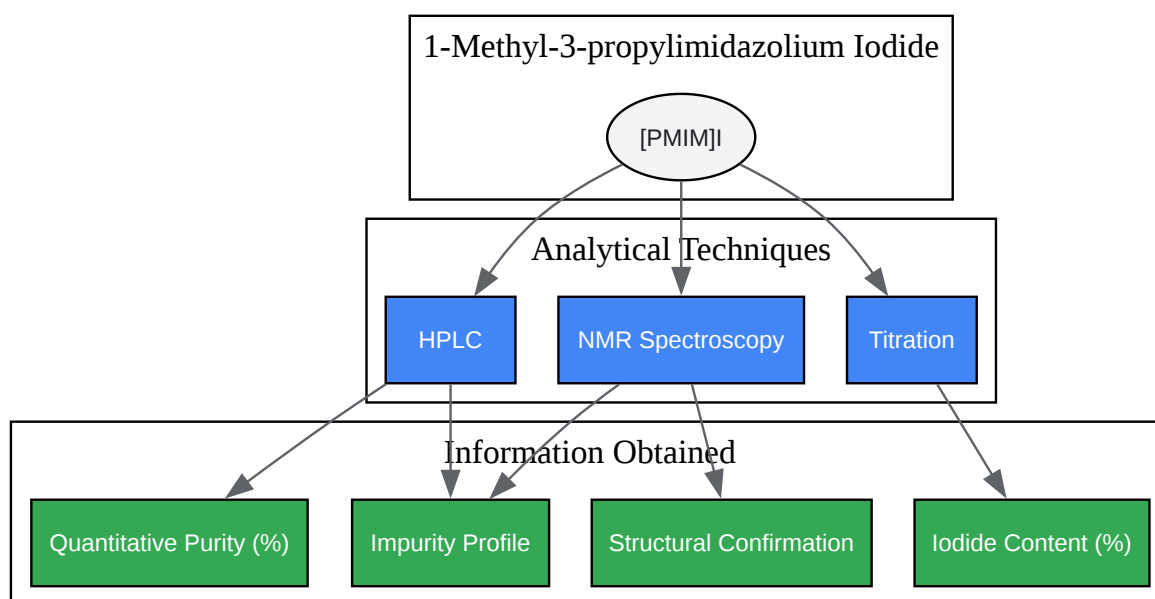 1-Methyl-3-propylimidazolium Iodide
[PMIM]I
Analytical Techniques
HPLC
NMR Spectroscopy
Titration
Information Obtained
Quantitative Purity (%)
Impurity Profile
Structural Confirmation
Iodide Content (%)